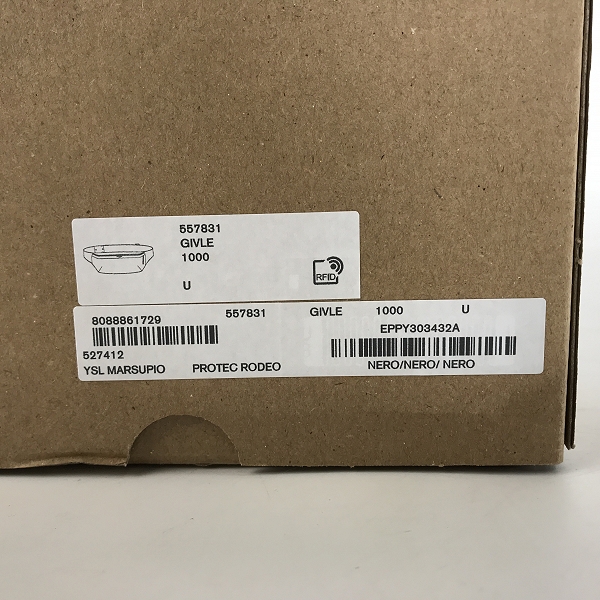 557831
GIVLE
1000
U
RFID
8088861729 557831 GIVLE 1000 U
EPPY303432A
527412
YSL MARSUPIO PROTEC RODEO NERO/NERO/ NERO